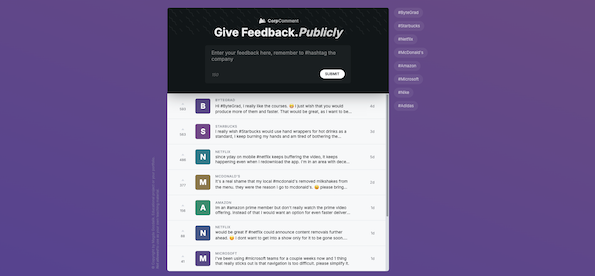 CorpComment
Give Feedback. Publicly
Enter your feedback here, remember to #hashtag the
company
150
SUBMIT
#ByteGrad
#Starbucks
#Netflix
#McDonald's
#Amazon
#Microsoft
#Nike
#Adidas
593
B
BYTEGRAD
Hi #ByteGrad, I really like the courses. 😄 I just wish that you would
produce more of them and faster. That would be great, as i want to be...
4d
563
S
STARBUCKS
I really wish #Starbucks would use hand wrappers for hot drinks as a
standard, I keep burning my hands and am tired of bothering the...
3d
N
NETFLIX
since I play on mobile #netflix keeps buffering the video, it keeps
happening even when I redownload the app. I'm in an area with dece...
5d
377
M
MCDONALD'S
It's a real shame that my local #mcdonald's removed milkshakes from
the menu. they were the reason I go to mcdonald's. 😄 please bring...
5d
A
AMAZON
im an #amazon prime member but don't really watch the prime video
offering. Instead of that I would want an option for even faster deliver...
1d
N
NETFLIX
would be great if #netflix could announce content removals further
ahead. 😄 I dont want to get into a show only for it to be gone soon...
1d
41
M
MICROSOFT
I've been using #microsoft teams for a couple weeks now and 1 thing
that really sticks out is that navigation is too difficult. please simplify it.
1d